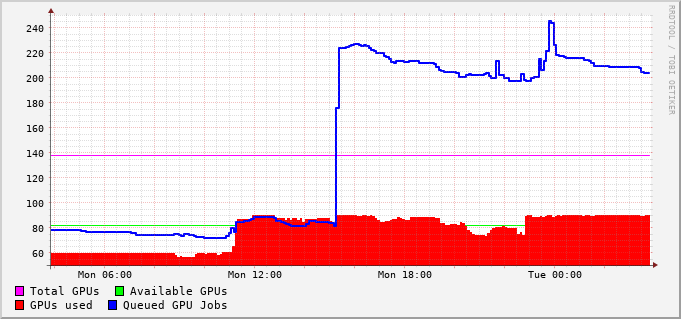 240
220
200
180
160
140
120
100
80
60
Mon 06:00 Mon 12:00 Mon 18:00 Tue 00:00
Total GPUs Available GPUs
GPUs used Queued GPU Jobs
RRDTOOL / TOBI OETIKER